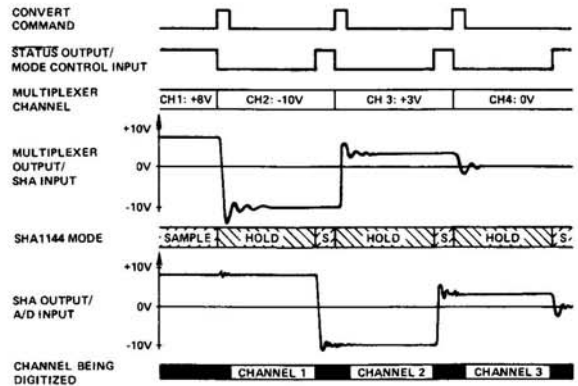 CONVERT
COMMAND
STATUS OUTPUT/
MODE CONTROL INPUT
MULTIPLEXER
CHANNEL
CH1: +8V CH2: -10V CH 3: +3V CH4: 0V
+10V
MULTIPLEXER
OUTPUT/
SHA INPUT
0V
-10V
SHA1144 MODE SAMPLE HOLD S HOLD S HOLD S
+10V
SHA OUTPUT/
A/D INPUT
0V
-10V
CHANNEL BEING
DIGITIZED
CHANNEL 1 CHANNEL 2 CHANNEL 3